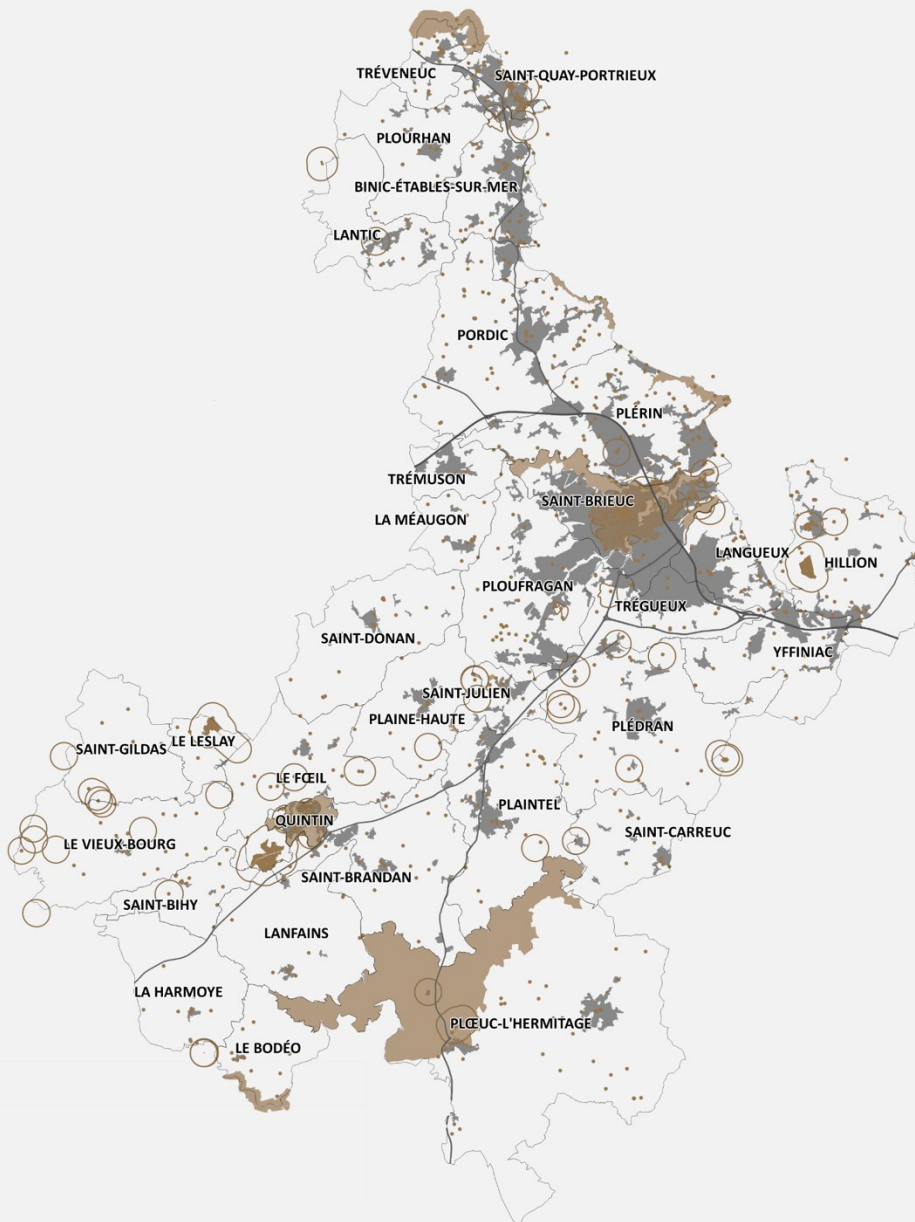 TRÉVENEUC
SAINT-QUAY-PORTRIEUX
PLOURHAN
BINIC-ÉTABLES-SUR-MER
LANTIC
PORDIC
PLÉRIN
TRÉMUSON
SAINT-BRIEUC
LA MÉAUGON
LANGUEUX
HILLION
PLOUFRAGAN
TRÉGUEUX
SAINT-DONAN
YFFINIAC
SAINT-JULIEN
PLAINE-HAUTE
PLÉDRAN
LE LESLAY
SAINT-GILDAS
LE FŒIL
PLAINTEL
QUINTIN
SAINT-CARREUC
LE VIEUX-BOURG
SAINT-BRANDAN
SAINT-BIHY
LANFAINS
LA HARMOYE
PLŒUC-L'HERMITAGE
LE BODÉO